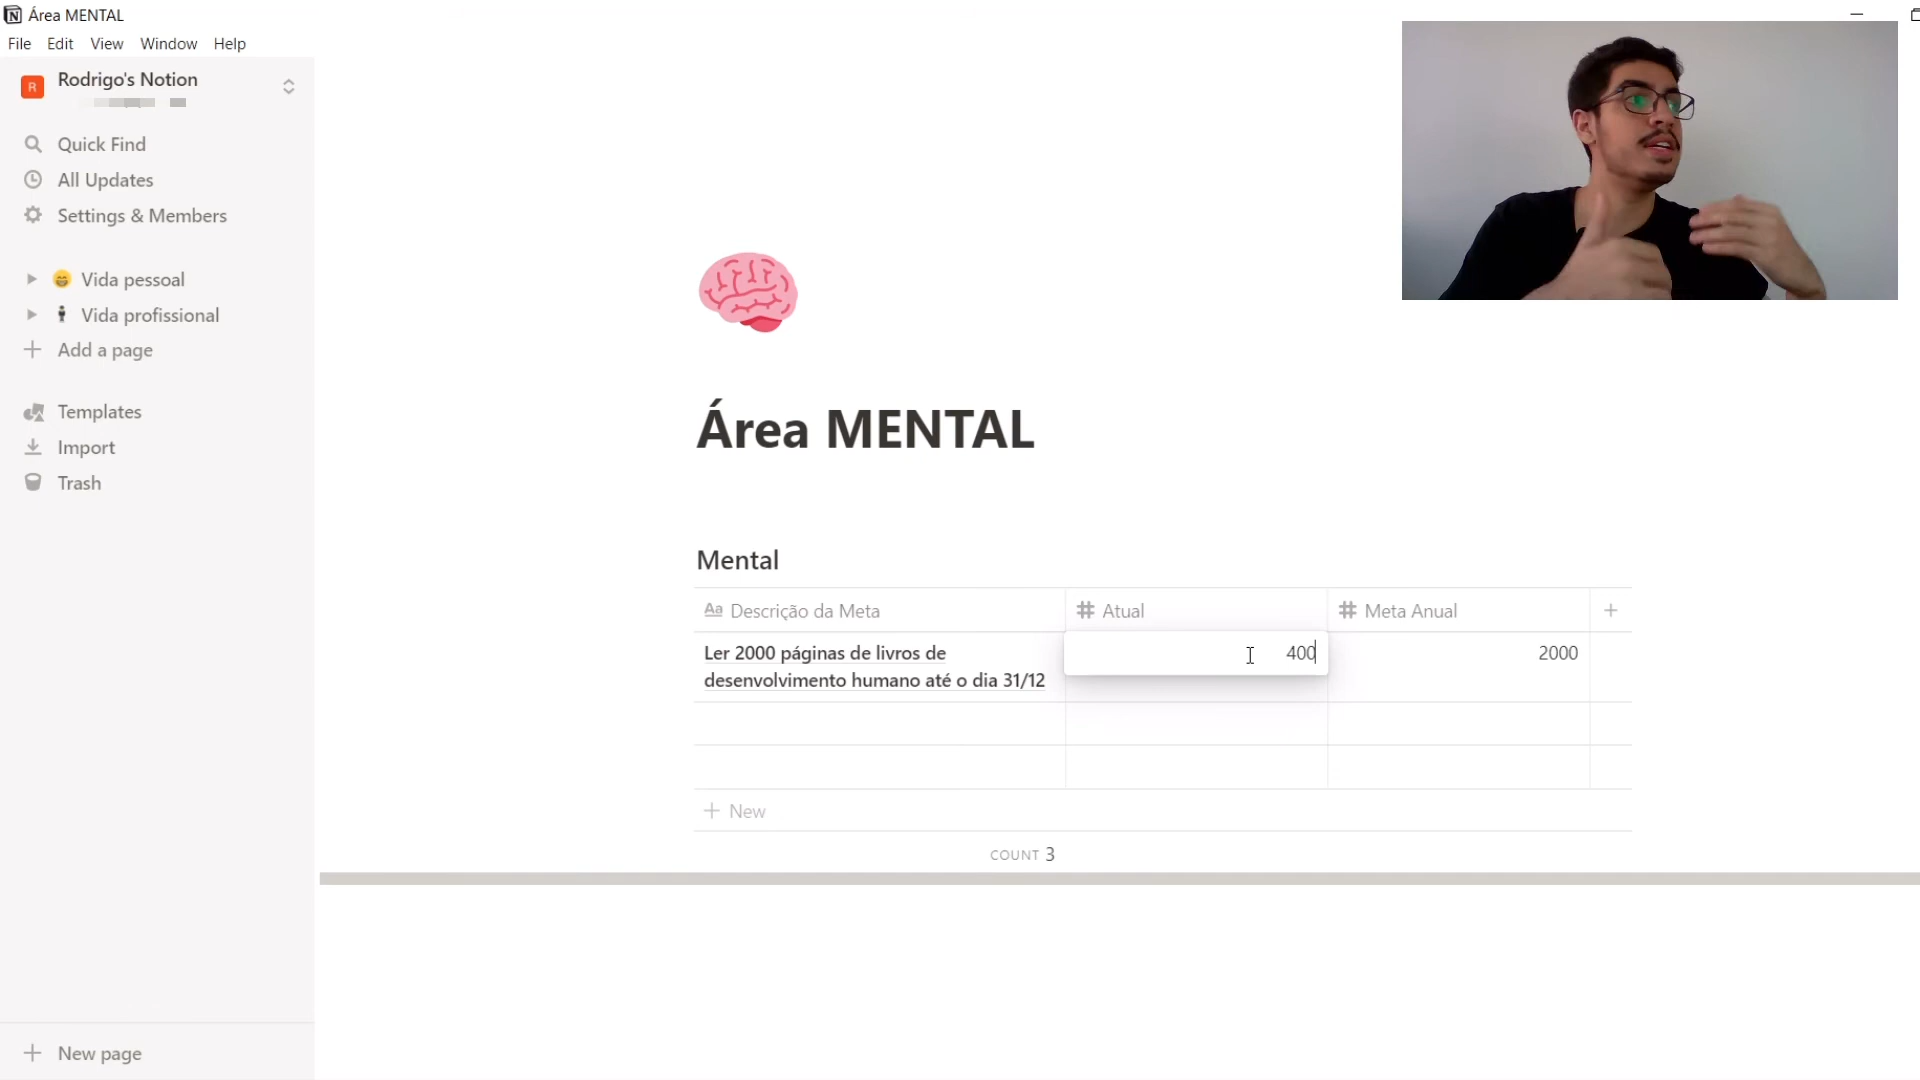 Área MENTAL
File Edit View Window Help
R Rodrigo's Notion
Quick Find
All Updates
Settings & Members
Vida pessoal
Vida profissional
Add a page
Templates
Import
Trash
New page
Área MENTAL
Mental
Aa Descrição da Meta # Atual # Meta Anual +
Ler 2000 páginas de livros de 400 2000
desenvolvimento humano até o dia 31/12
+ New
COUNT 3